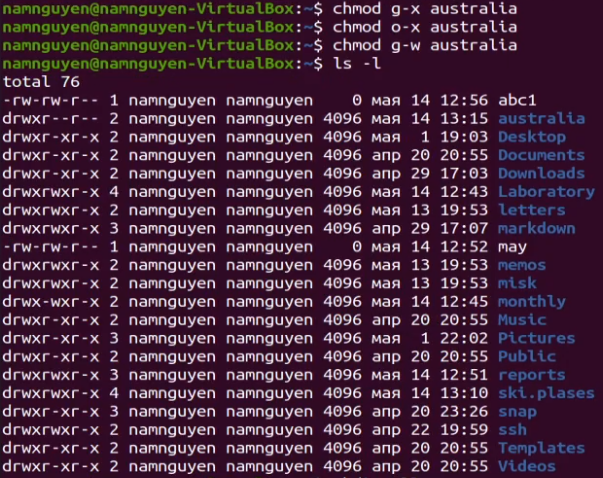 namnguyen@namnguyen-VirtualBox:~$ chmod g-x australia
namnguyen@namnguyen-VirtualBox:~$ chmod o-x australia
namnguyen@namnguyen-VirtualBox:~$ chmod g-w australia
namnguyen@namnguyen-VirtualBox:~$ ls -l
total 76
-rw-rw-r-- 1 namnguyen namnguyen    0 мая 14 12:56 abc1
drwxr--r-- 2 namnguyen namnguyen 4096 мая 14 13:15 australia
drwxr-xr-x 2 namnguyen namnguyen 4096 мая  1 19:03 Desktop
drwxr-xr-x 2 namnguyen namnguyen 4096 апр 20 20:55 Documents
drwxr-xr-x 2 namnguyen namnguyen 4096 апр 29 17:03 Downloads
drwxrwxr-x 4 namnguyen namnguyen 4096 мая 14 12:43 Laboratory
drwxrwxr-x 2 namnguyen namnguyen 4096 мая 13 19:53 letters
drwxrwxr-x 3 namnguyen namnguyen 4096 апр 29 17:07 markdown
-rw-rw-r-- 1 namnguyen namnguyen    0 мая 14 12:52 may
drwxrwxr-x 2 namnguyen namnguyen 4096 мая 13 19:53 memos
drwxrwxr-x 2 namnguyen namnguyen 4096 мая 13 19:53 misk
drwx-wxr-x 2 namnguyen namnguyen 4096 мая 14 12:45 monthly
drwxr-xr-x 2 namnguyen namnguyen 4096 апр 20 20:55 Music
drwxr-xr-x 3 namnguyen namnguyen 4096 мая  1 22:02 Pictures
drwxr-xr-x 2 namnguyen namnguyen 4096 апр 20 20:55 Public
drwxrwxr-x 3 namnguyen namnguyen 4096 мая 14 12:51 reports
drwxrwxr-x 4 namnguyen namnguyen 4096 мая 14 13:10 ski.plases
drwxr-xr-x 3 namnguyen namnguyen 4096 апр 20 23:26 snap
drwxrwxr-x 2 namnguyen namnguyen 4096 апр 22 19:59 ssh
drwxr-xr-x 2 namnguyen namnguyen 4096 апр 20 20:55 Templates
drwxr-xr-x 2 namnguyen namnguyen 4096 апр 20 20:55 Videos